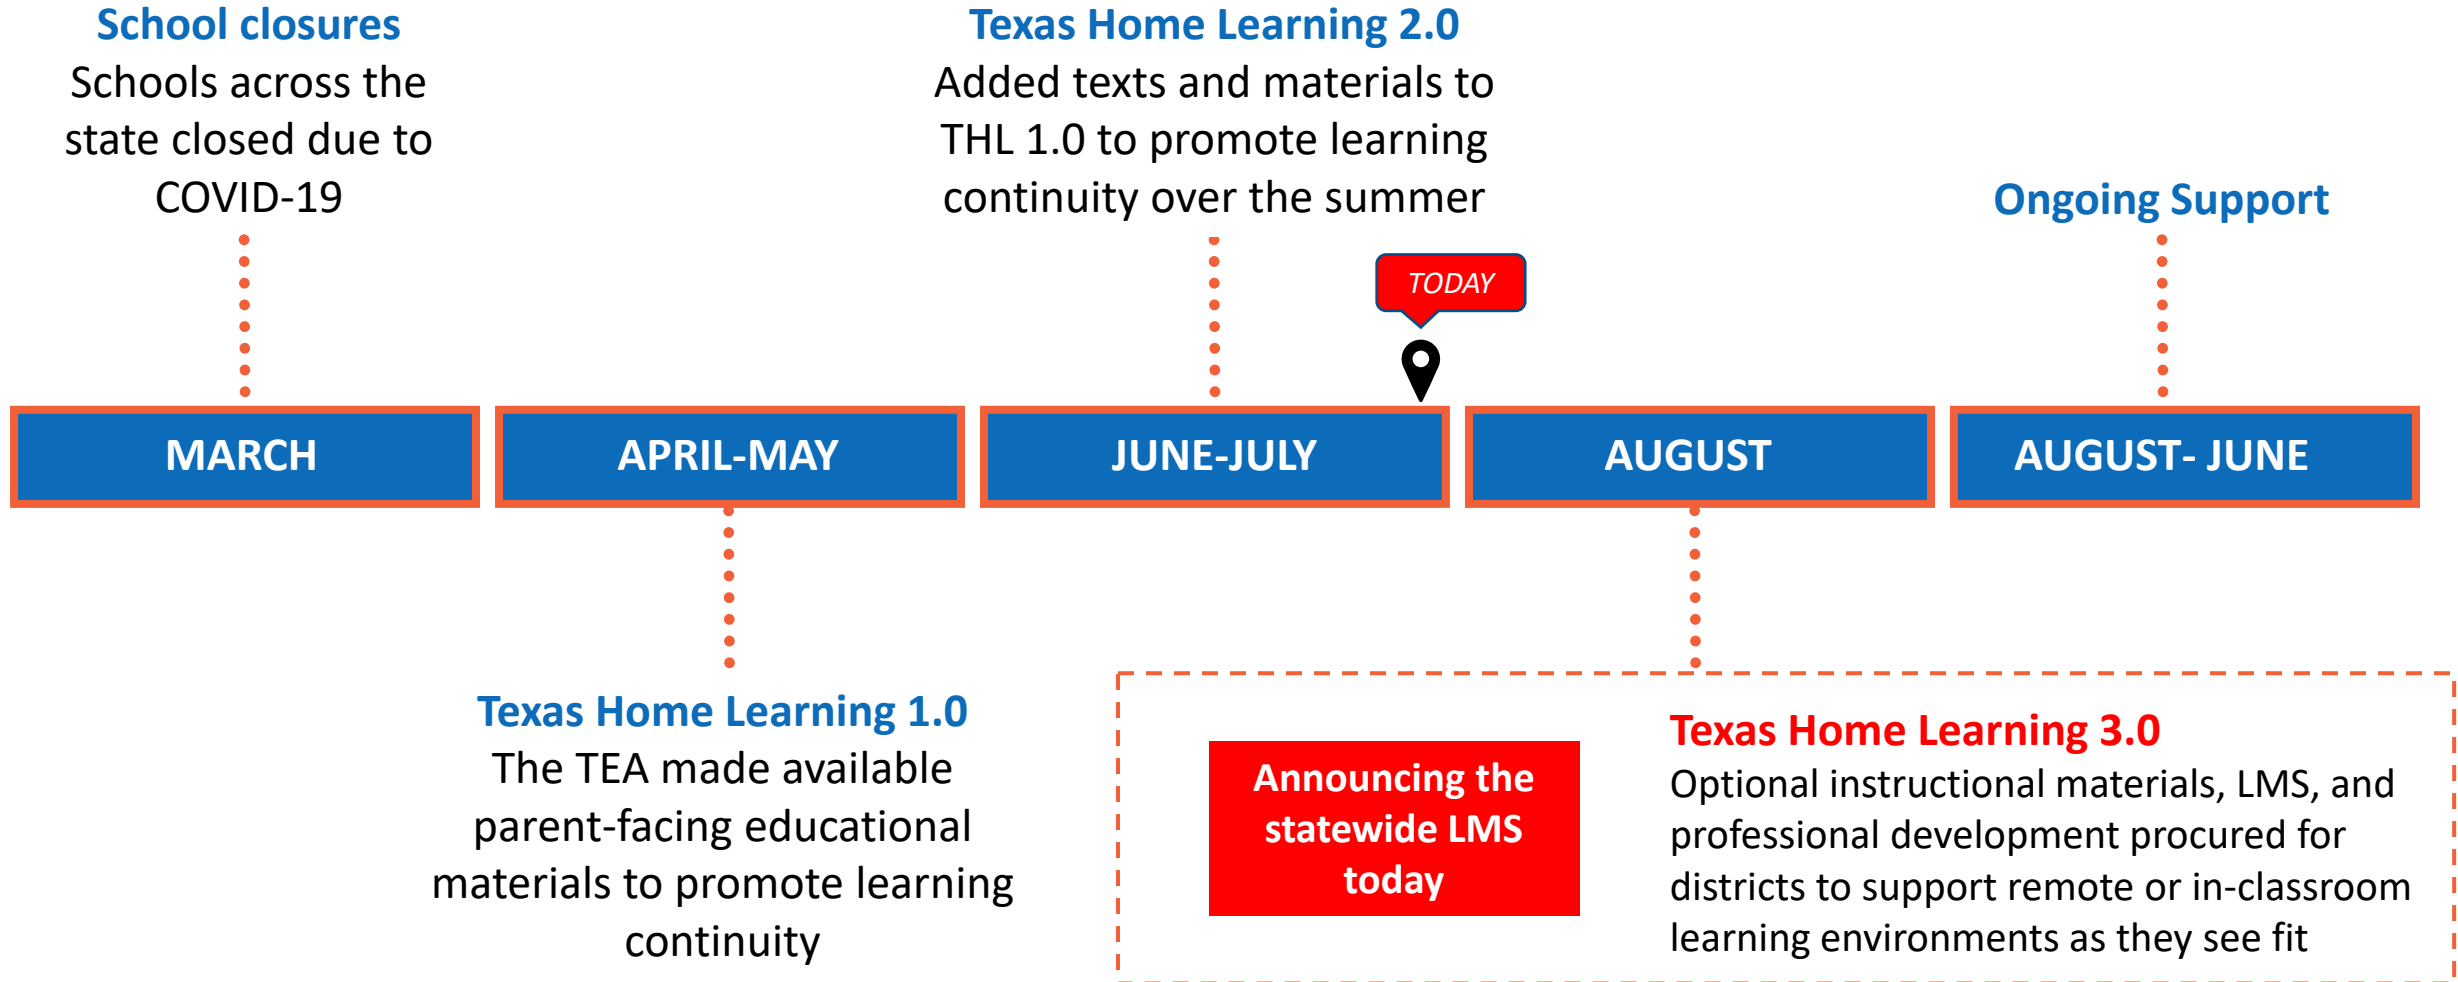 School closures
Schools across the
state closed due to
COVID-19
Texas Home Learning 2.0
Added texts and materials to
THL 1.0 to promote learning
continuity over the summer
Ongoing Support
TODAY
MARCH
APRIL-MAY
JUNE-JULY
AUGUST
AUGUST- JUNE
Texas Home Learning 1.0
The TEA made available
parent-facing educational
materials to promote learning
continuity
Announcing the
statewide LMS
today
Texas Home Learning 3.0
Optional instructional materials, LMS, and
professional development procured for
districts to support remote or in-classroom
learning environments as they see fit